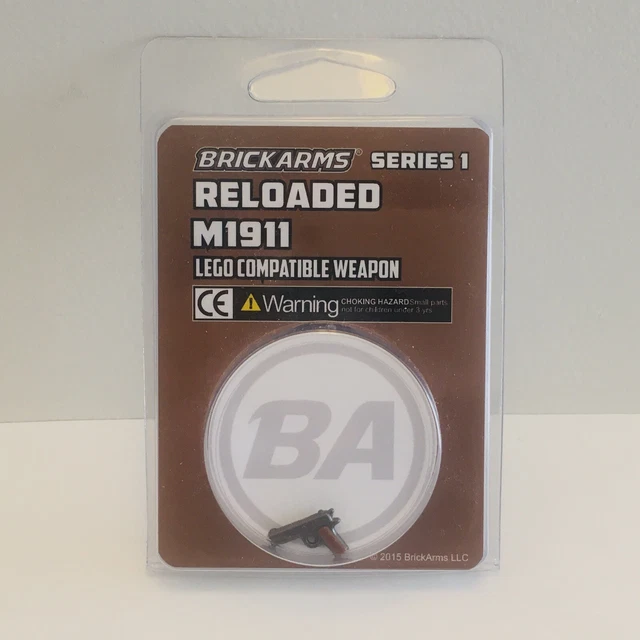 BRICKARMS® SERIES 1
RELOADED
M1911
LEGO COMPATIBLE WEAPON
CE ⚠ Warning CHOKING HAZARD Small parts
not for children under 3 yrs
BA
© 2015 BrickArms LLC